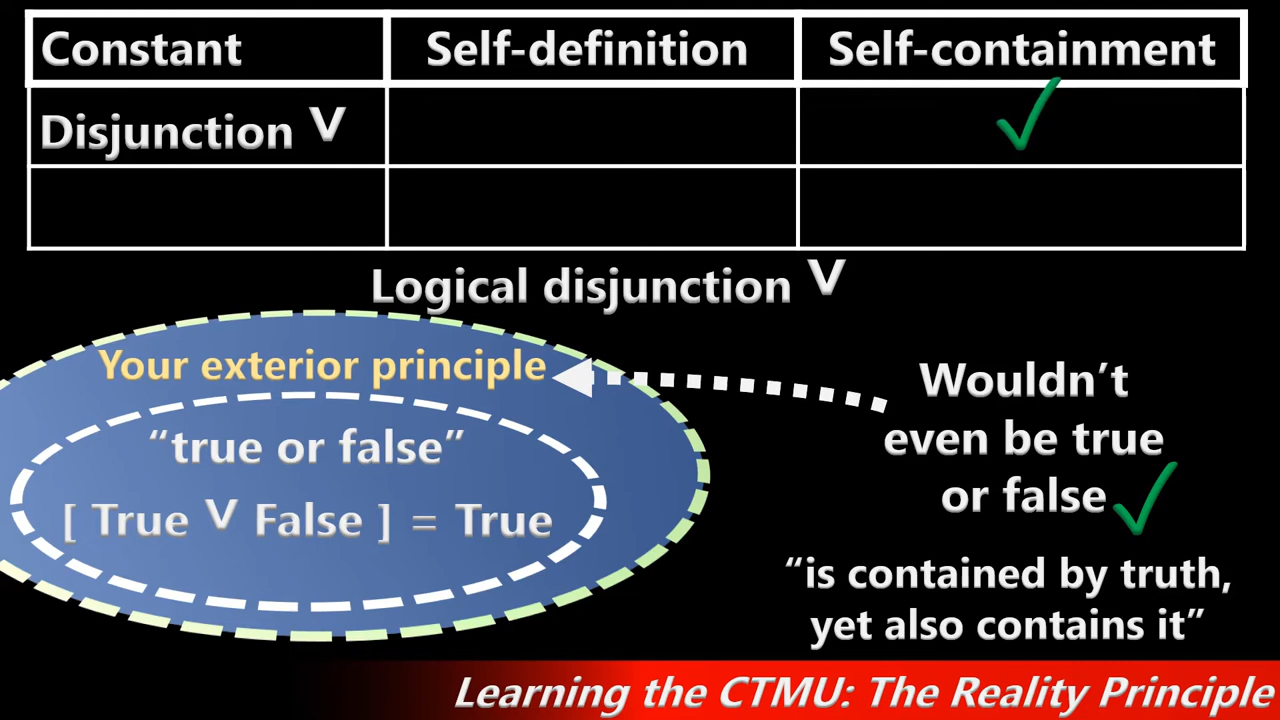 Constant Self-definition Self-containment
Disjunction ∨ ✓
Logical disjunction ∨
Your exterior principle
“true or false”
[ True ∨ False ] = True
Wouldn’t
even be true
or false ✓
“is contained by truth,
yet also contains it”
Learning the CTMU: The Reality Principle